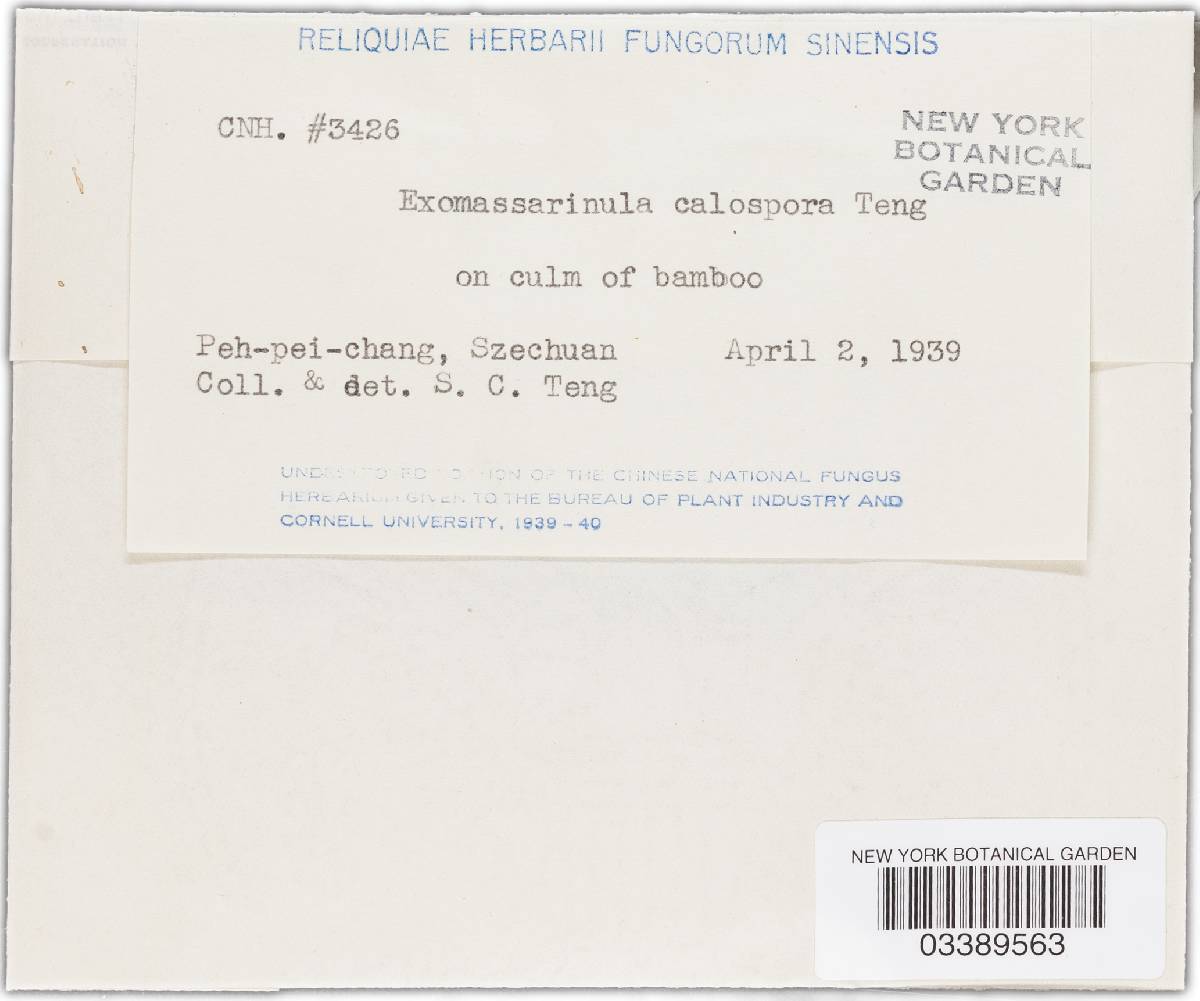 RELIQUIAE HERBARII FUNGORUM SINENSIS
CNH. #3426
NEW YORK
BOTANICAL
GARDEN
Exomassarinula calospora Teng
on culm of bamboo
Peh-pei-chang, Szechuan April 2, 1939
Coll. & det. S. C. Teng
OF THE CHINESE NATIONAL FUNGUS
HERBARIUM GIVEN TO THE BUREAU OF PLANT INDUSTRY AND
CORNELL UNIVERSITY, 1939-40
NEW YORK BOTANICAL GARDEN
03389563